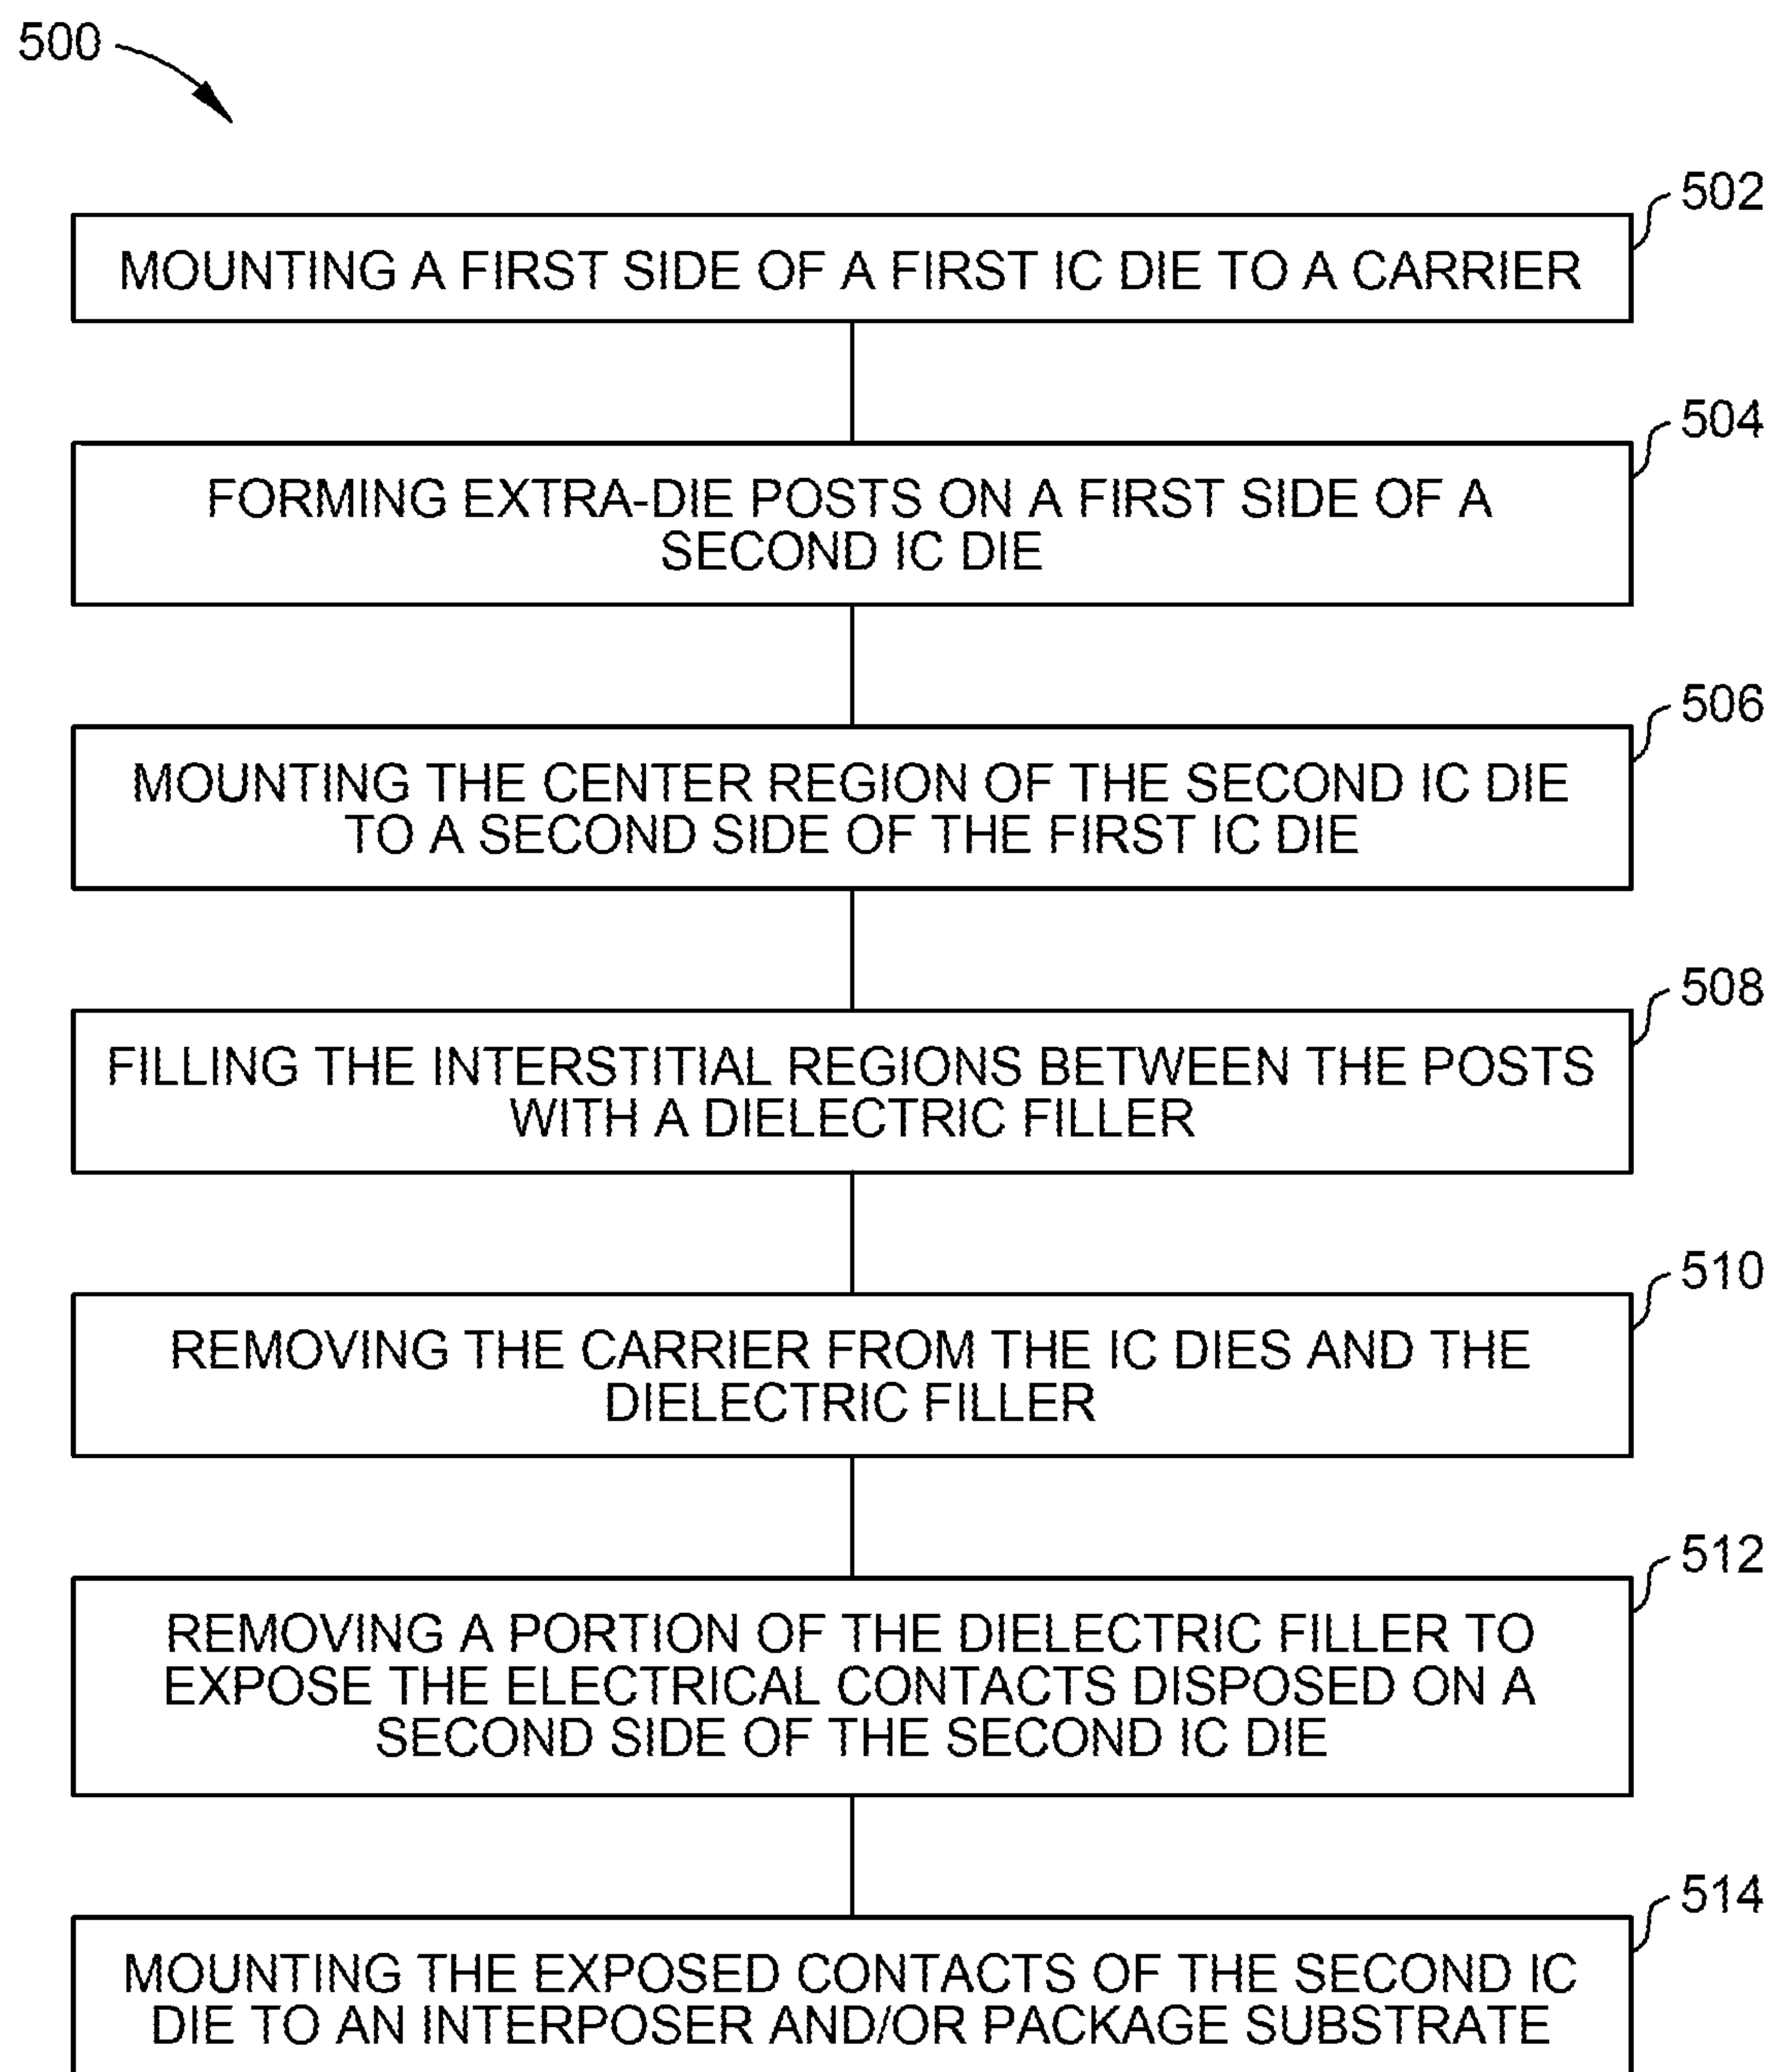 500
502
MOUNTING A FIRST SIDE OF A FIRST IC DIE TO A CARRIER
504
FORMING EXTRA-DIE POSTS ON A FIRST SIDE OF A
SECOND IC DIE
506
MOUNTING THE CENTER REGION OF THE SECOND IC DIE
TO A SECOND SIDE OF THE FIRST IC DIE
508
FILLING THE INTERSTITIAL REGIONS BETWEEN THE POSTS
WITH A DIELECTRIC FILLER
510
REMOVING THE CARRIER FROM THE IC DIES AND THE
DIELECTRIC FILLER
512
REMOVING A PORTION OF THE DIELECTRIC FILLER TO
EXPOSE THE ELECTRICAL CONTACTS DISPOSED ON A
SECOND SIDE OF THE SECOND IC DIE
514
MOUNTING THE EXPOSED CONTACTS OF THE SECOND IC
DIE TO AN INTERPOSER AND/OR PACKAGE SUBSTRATE